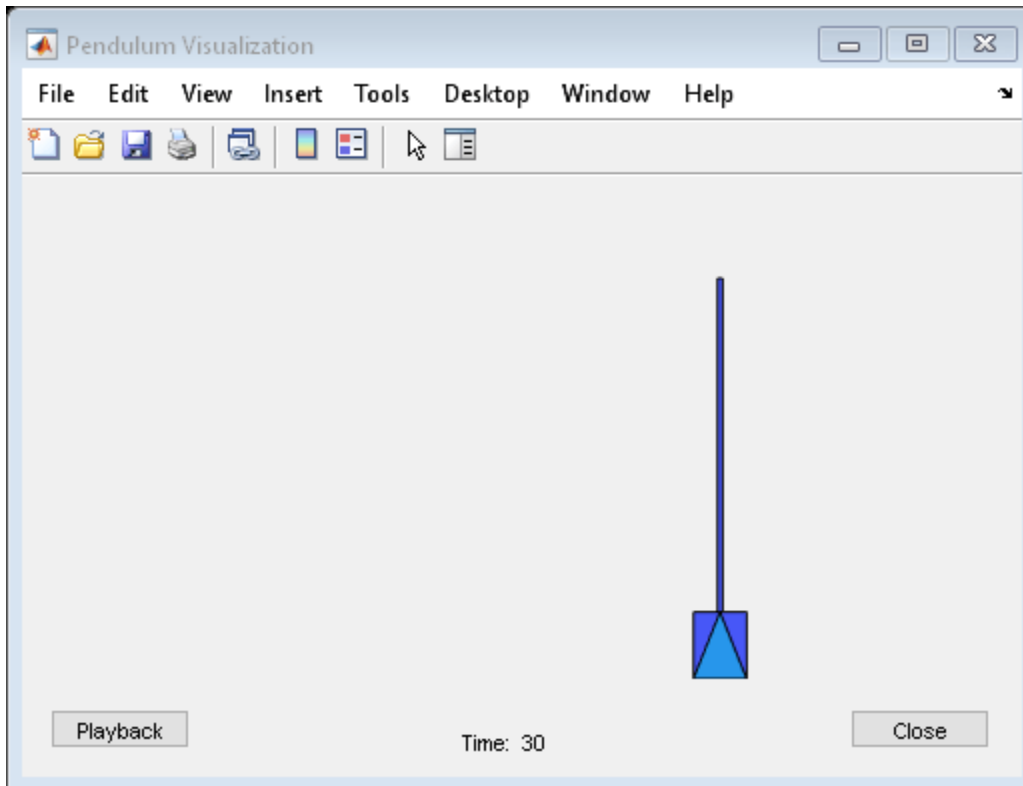 Pendulum Visualization
File Edit View Insert Tools Desktop Window Help
Playback
Time: 30
Close